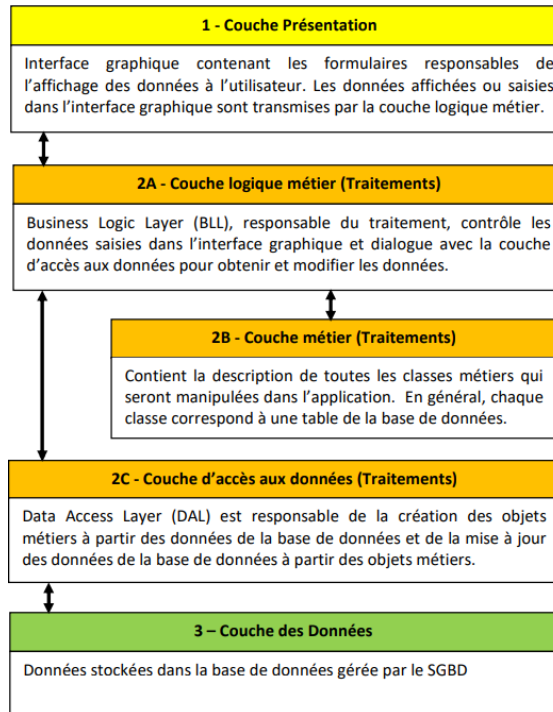 1 - Couche Présentation
Interface graphique contenant les formulaires responsables de
l'affichage des données à l'utilisateur. Les données affichées ou saisies
dans l'interface graphique sont transmises par la couche logique métier.
2A - Couche logique métier (Traitements)
Business Logic Layer (BLL), responsable du traitement, contrôle les
données saisies dans l'interface graphique et dialogue avec la couche
d'accès aux données pour obtenir et modifier les données.
2B - Couche métier (Traitements)
Contient la description de toutes les classes métiers qui
seront manipulées dans l'application. En général, chaque
classe correspond à une table de la base de données.
2C - Couche d'accès aux données (Traitements)
Data Access Layer (DAL) est responsable de la création des objets
métiers à partir des données de la base de données et de la mise à jour
des données de la base de données à partir des objets métiers.
3 – Couche des Données
Données stockées dans la base de données gérée par le SGBD